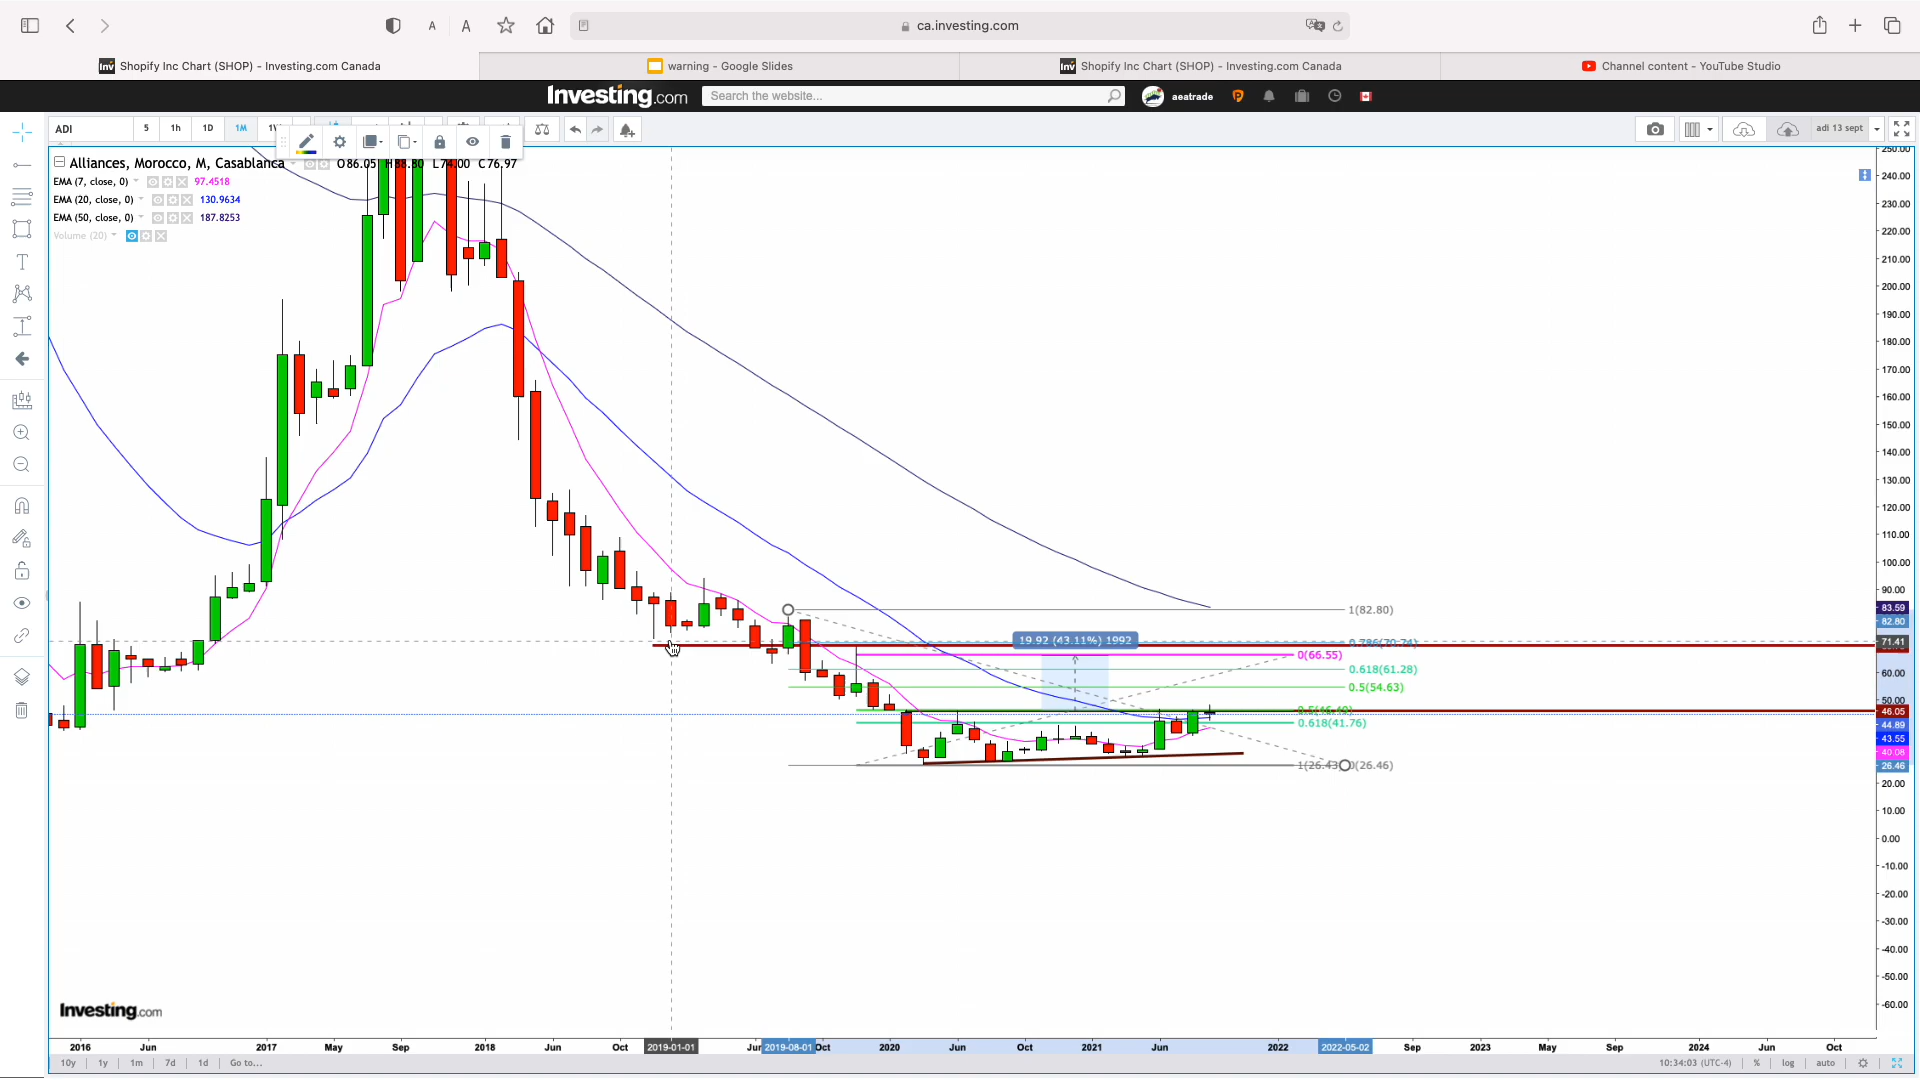 ca.investing.com
Shopify Inc Chart (SHOP) - Investing.com Canada
warning - Google Slides
Shopify Inc Chart (SHOP) - Investing.com Canada
Channel content - YouTube Studio
Investing.com
Search the website...
aeatrade
ADI
5
1h
1D
1M
adi 13 sept
Alliances, Morocco, M, Casablanca
O86.05 H88.80 L74.00 C76.97
EMA (7, close, 0)
97.4518
EMA (20, close, 0)
130.9634
EMA (50, close, 0)
187.8253
Volume (20)
250.00
240.00
230.00
220.00
210.00
200.00
190.00
180.00
170.00
160.00
150.00
140.00
130.00
120.00
110.00
100.00
90.00
83.59
82.80
71.41
60.00
50.00
46.05
44.89
43.55
40.08
26.46
20.00
10.00
0.00
-10.00
-20.00
-30.00
-40.00
-50.00
-60.00
1(82.80)
19.92 (43.11%) 1992
0.786(70.74)
0(66.55)
0.618(61.28)
0.5(54.63)
0.618(41.76)
0(26.46)
Investing.com
2016
Jun
2017
May
Sep
2018
Jun
Oct
2019-01-01
2019-08-01
Oct
2020
Jun
Oct
2021
Jun
2022
2022-05-02
Sep
2023
May
Sep
2024
Jun
Oct
10y
1y
1m
7d
1d
Go to...
10:34:03 (UTC-4)
%
log
auto